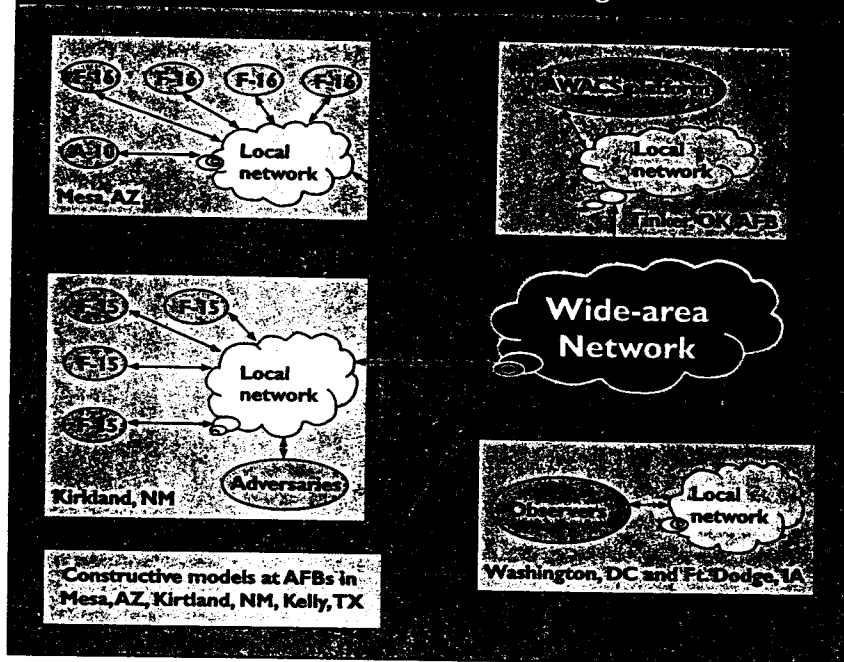 F-16
F-16
F-16
F-16
A-10
Local
network
Mesa, AZ
AWACS platform
Local
network
Tinker, OK AFB
F-15
F-15
F-15
F-15
Local
network
Adversaries
Kirkland, NM
Wide-area
Network
Observers
Local
network
Washington, DC and Ft. Dodge, IA
Constructive models at AFBs in
Mesa, AZ, Kirtland, NM, Kelly, TX